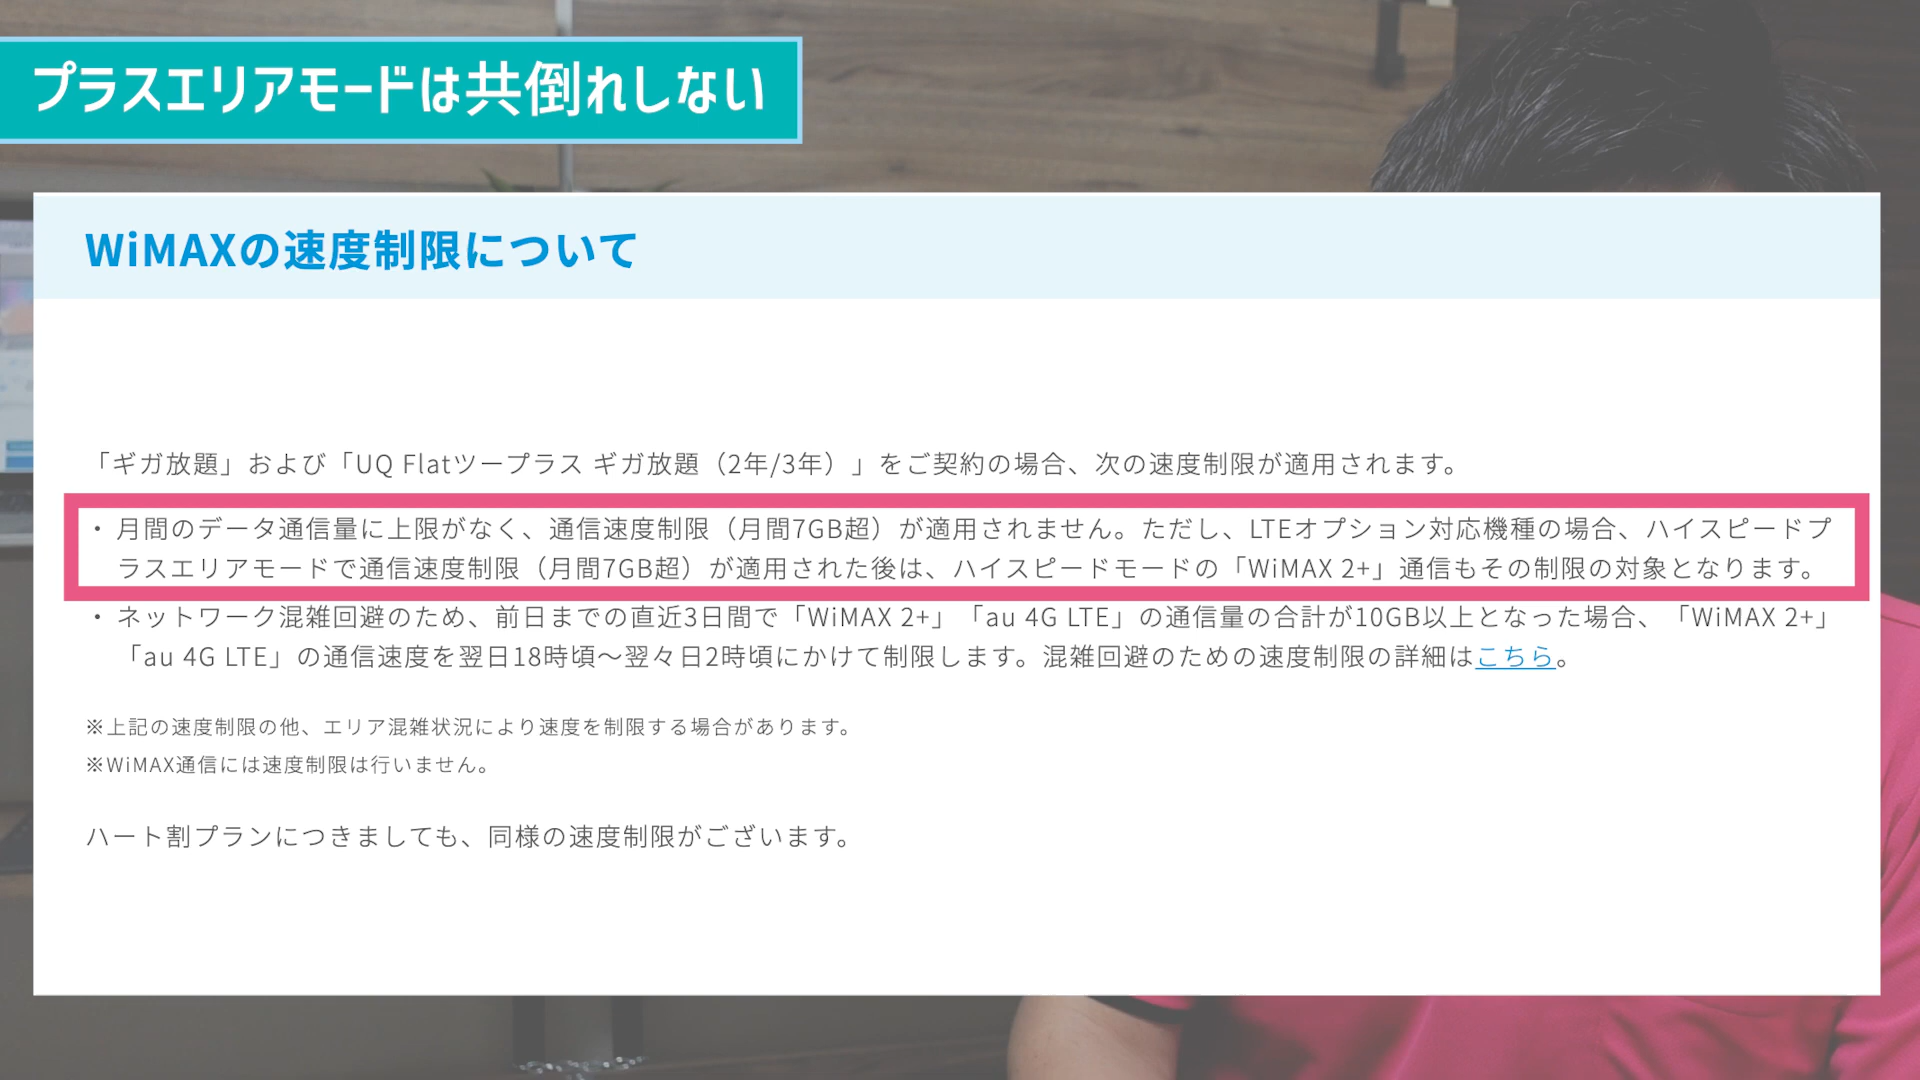 プラスエリアモードは共倒れしない
WiMAXの速度制限について
「ギガ放題」および「UQ Flatツープラス ギガ放題（2年/3年）」をご契約の場合、次の速度制限が適用されます。
・月間のデータ通信量に上限がなく、通信速度制限（月間7GB超）が適用されません。ただし、LTEオプション対応機種の場合、ハイスピードプ
ラスエリアモードで通信速度制限（月間7GB超）が適用された後は、ハイスピードモードの「WiMAX 2+」通信もその制限の対象となります。
・ネットワーク混雑回避のため、前日までの直近3日間で「WiMAX 2+」「au 4G LTE」の通信量の合計が10GB以上となった場合、「WiMAX 2+」
「au 4G LTE」の通信速度を翌日18時頃～翌々日2時頃にかけて制限します。混雑回避のための速度制限の詳細はこちら。
※上記の速度制限の他、エリア混雑状況により速度を制限する場合があります。
※WiMAX通信には速度制限は行いません。
ハート割プランにつきましても、同様の速度制限がございます。